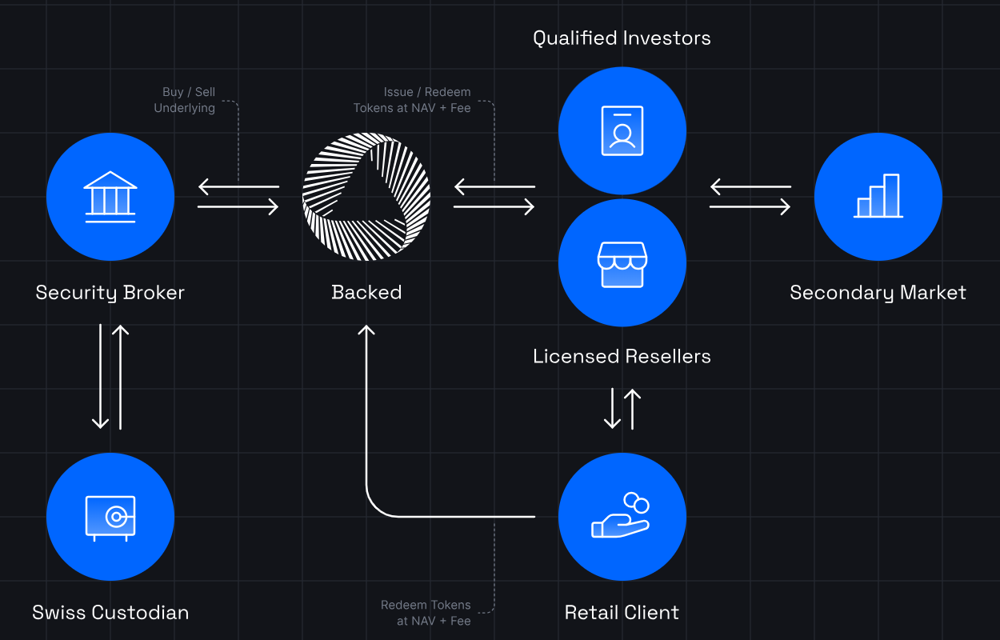 Qualified Investors
Buy / Sell
Underlying
Issue / Redeem
Tokens at NAV + Fee
Security Broker
Backed
Secondary Market
Licensed Resellers
Redeem Tokens
at NAV + Fee
Swiss Custodian
Retail Client